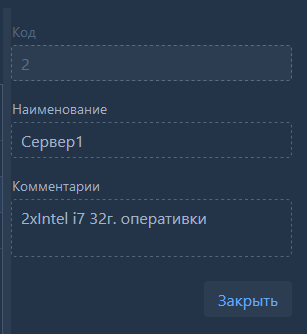 Код
2
Наименование
Сервер1
Комментарии
2xIntel i7 32г. оперативки
Закрыть